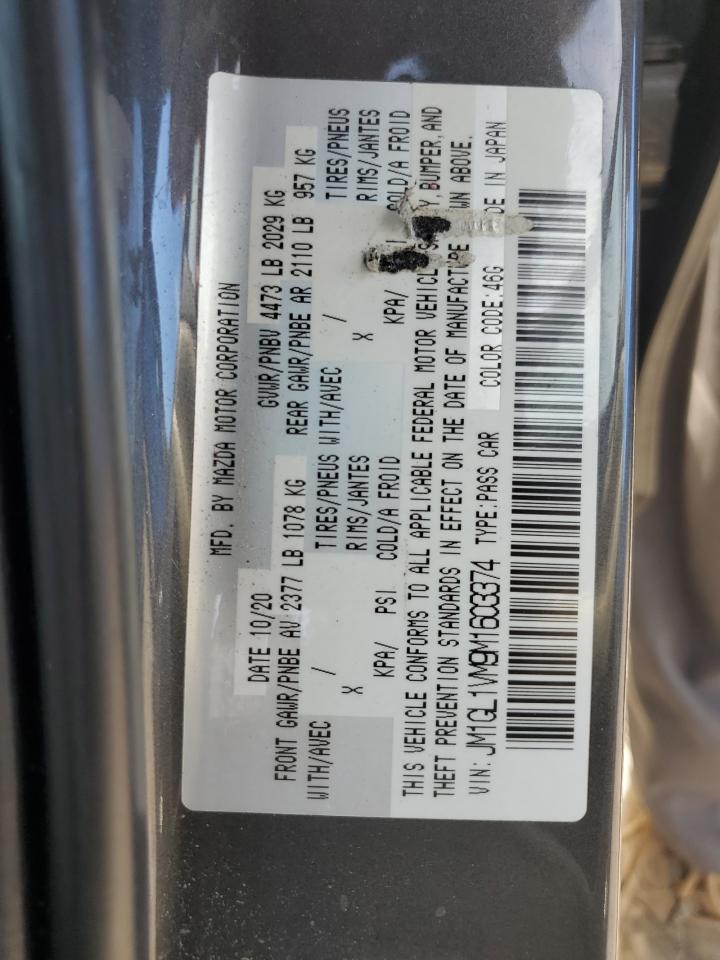 MFD. BY MAZDA MOTOR CORPORATION
DATE 10/20 GVWR/PNBV 4473 LB 2029 KG
FRONT GAWR/PNBE AV 2377 LB 1078 KG REAR GAWR/PNBE AR 2110 LB 957 KG
WITH/AVEC / TIRES/PNEUS WITH/AVEC / TIRES/PNEUS
X RIMS/JANTES X RIMS/JANTES
KPA/ PSI COLD/A FROID KPA/ COLD/A FROID
THIS VEHICLE CONFORMS TO ALL APPLICABLE FEDERAL MOTOR VEHICLE BUMPER, AND
THEFT PREVENTION STANDARDS IN EFFECT ON THE DATE OF MANUFACTURE ABOVE.
VIN: JM1GL1VM9M1603374 TYPE:PASS CAR COLOR CODE:46G IN JAPAN